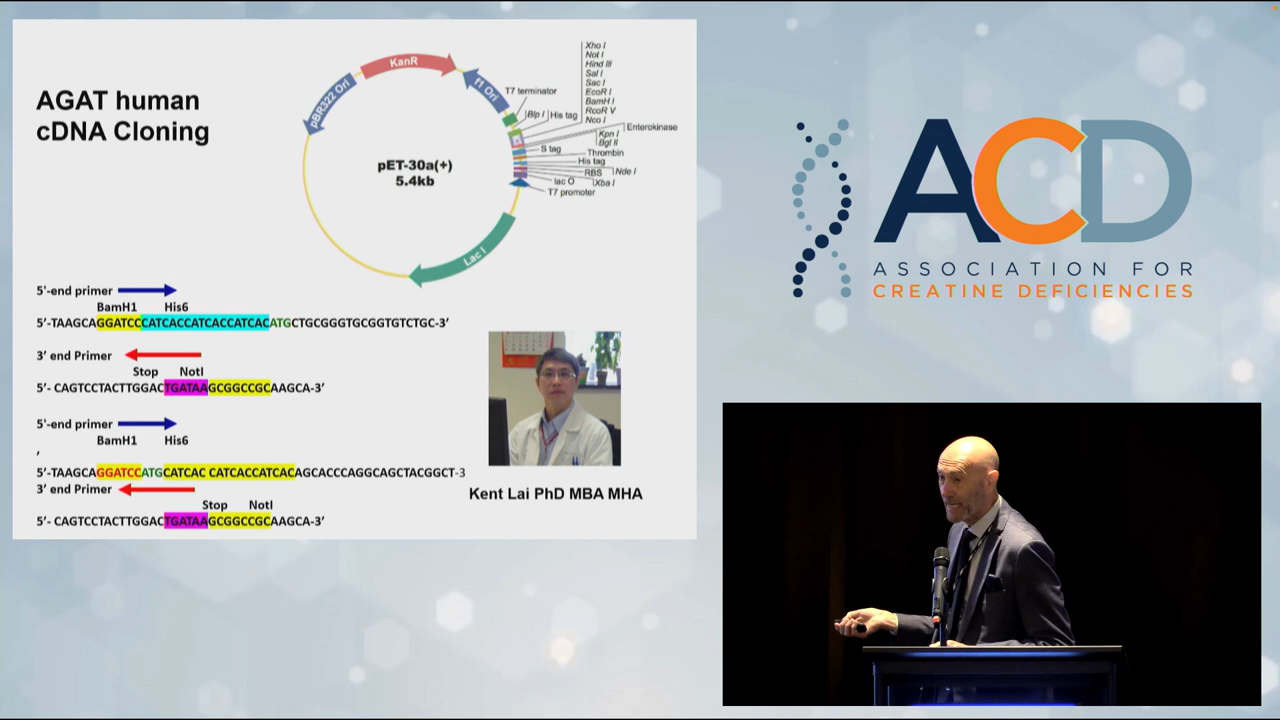 AGAT human
cDNA Cloning
KanR
pBR322 Ori
f1 Ori
T7 terminator
Blp I
His tag
Xho I
Not I
Hind III
Sal I
Sac I
EcoR I
BamH I
RcoR V
Nco I
Enterokinase
Kpn I
Bgl II
S tag
Thrombin
His tag
RBS
Nde I
lac O
Xba I
T7 promoter
Lac I
pET-30a(+)
5.4kb
5'-end primer
BamH1 His6
5’-TAAGCAGGATCCCATCACCATCACCATCACATGCTGCGGGTGCGGTGTCTGC-3’
3’ end Primer
Stop NotI
5’- CAGTCCTACTTGGACTGATAAGCGGCCGCAAGCA-3’
5'-end primer
BamH1 His6
,
5’-TAAGCAGGATCCATGCATCAC CATCACCATCACAGCACCCAGGCAGCTACGGCT-3
3’ end Primer
Stop NotI
5’- CAGTCCTACTTGGACTGATAAGCGGCCGCAAGCA-3’
Kent Lai PhD MBA MHA
ACD
ASSOCIATION FOR
CREATINE DEFICIENCIES